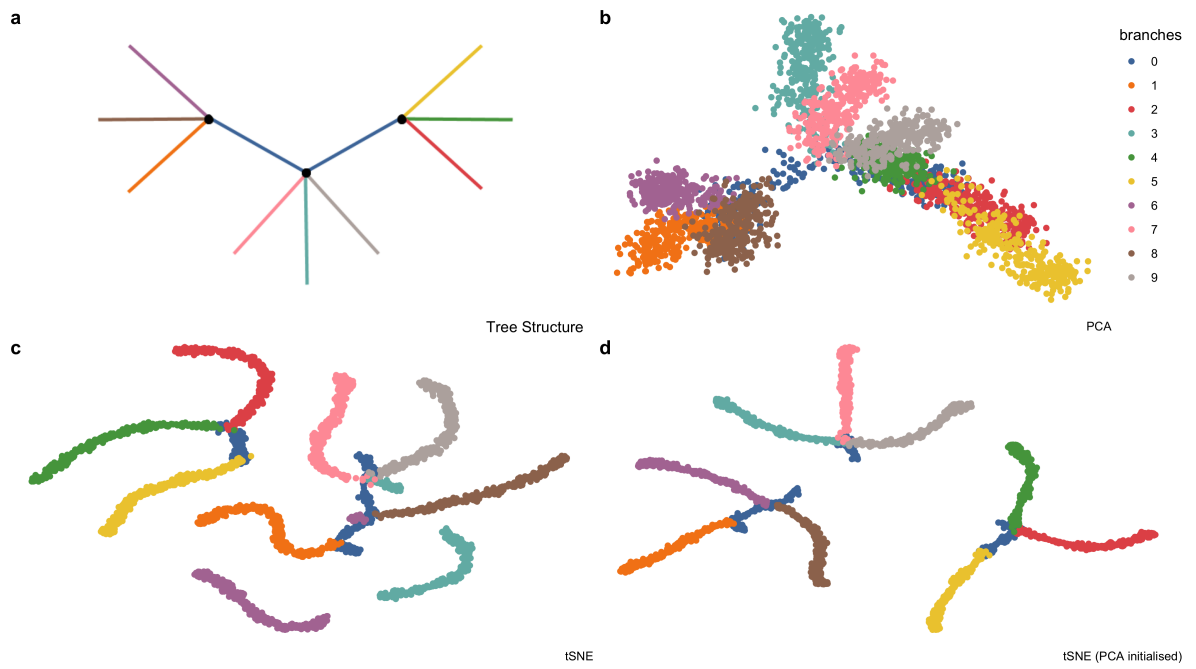 a
Tree Structure
b
branches
0
1
2
3
4
5
6
7
8
9
PCA
c
tSNE
d
tSNE (PCA initialised)